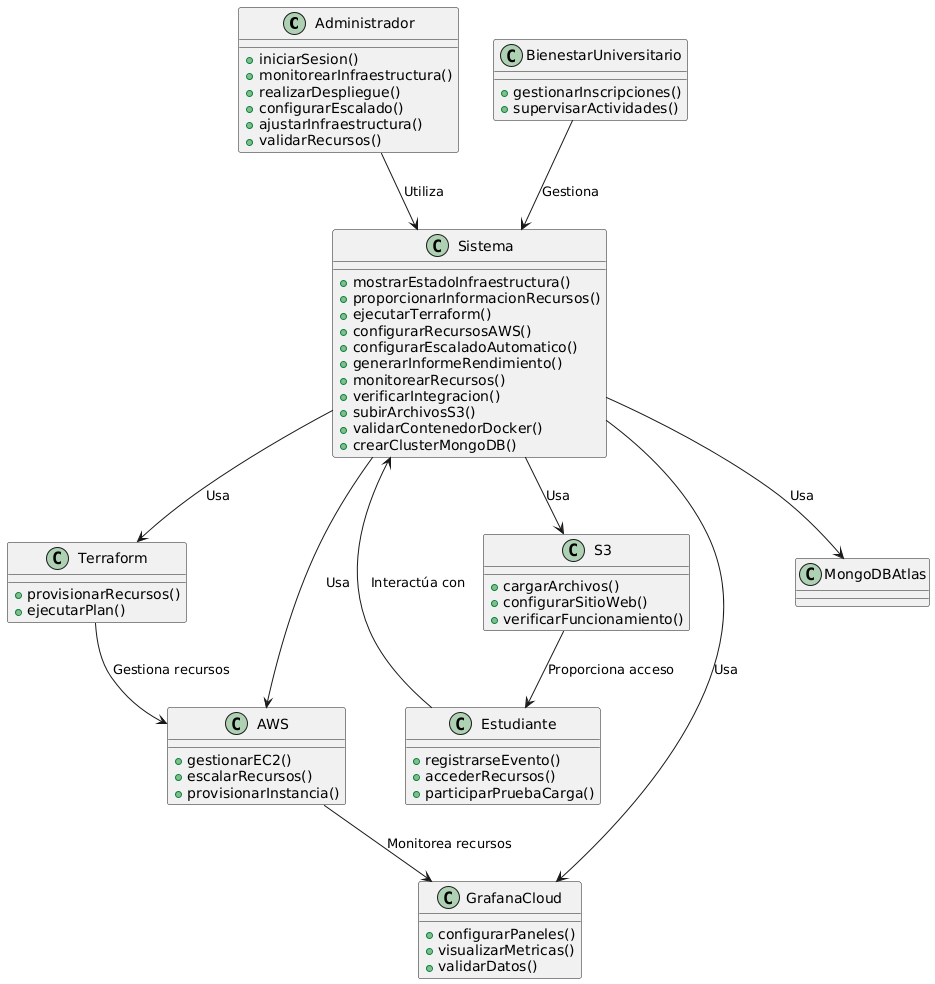 C Administrador
iniciarSesion()
monitorearInfraestructura()
realizarDespliegue()
configurarEscalado()
ajustarInfraestructura()
validarRecursos()
C BienestarUniversitario
gestionarInscripciones()
supervisarActividades()
Utiliza
Gestiona
C Sistema
mostrarEstadoInfraestructura()
proporcionarInformacionRecursos()
ejecutarTerraform()
configurarRecursosAWS()
configurarEscaladoAutomatico()
generarInformeRendimiento()
monitorearRecursos()
verificarIntegracion()
subirArchivosS3()
validarContenedorDocker()
crearClusterMongoDB()
Usa
Usa
Interactúa con
Usa
Usa
Usa
C Terraform
provisionarRecursos()
ejecutarPlan()
C S3
cargarArchivos()
configurarSitioWeb()
verificarFuncionamiento()
C MongoDBAtlas
Gestiona recursos
Proporciona acceso
C AWS
gestionarEC2()
escalarRecursos()
provisionarInstancia()
C Estudiante
registrarseEvento()
accederRecursos()
participarPruebaCarga()
Monitorea recursos
C GrafanaCloud
configurarPaneles()
visualizarMetricas()
validarDatos()